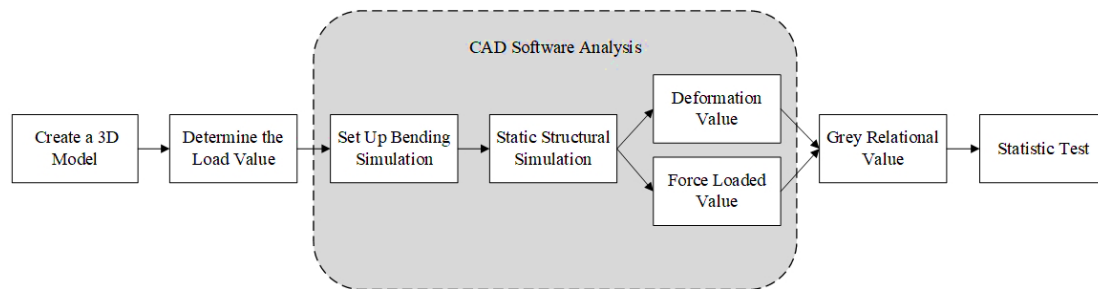 CAD Software Analysis
Create a 3D
Model
Determine the
Load Value
Set Up Bending
Simulation
Static Structural
Simulation
Deformation
Value
Force Loaded
Value
Grey Relational
Value
Statistic Test